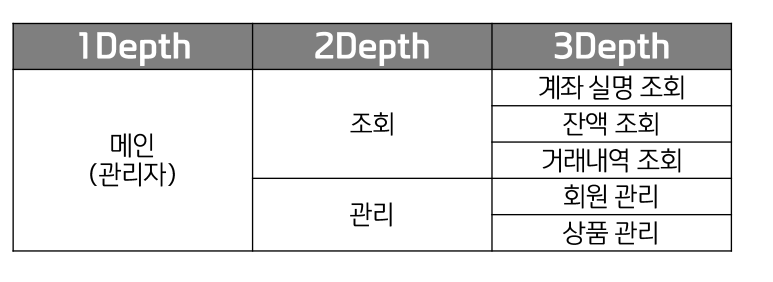 1Depth 2Depth 3Depth
메인
(관리자)
조회
계좌 실명 조회
잔액 조회
거래내역 조회
관리
회원 관리
상품 관리